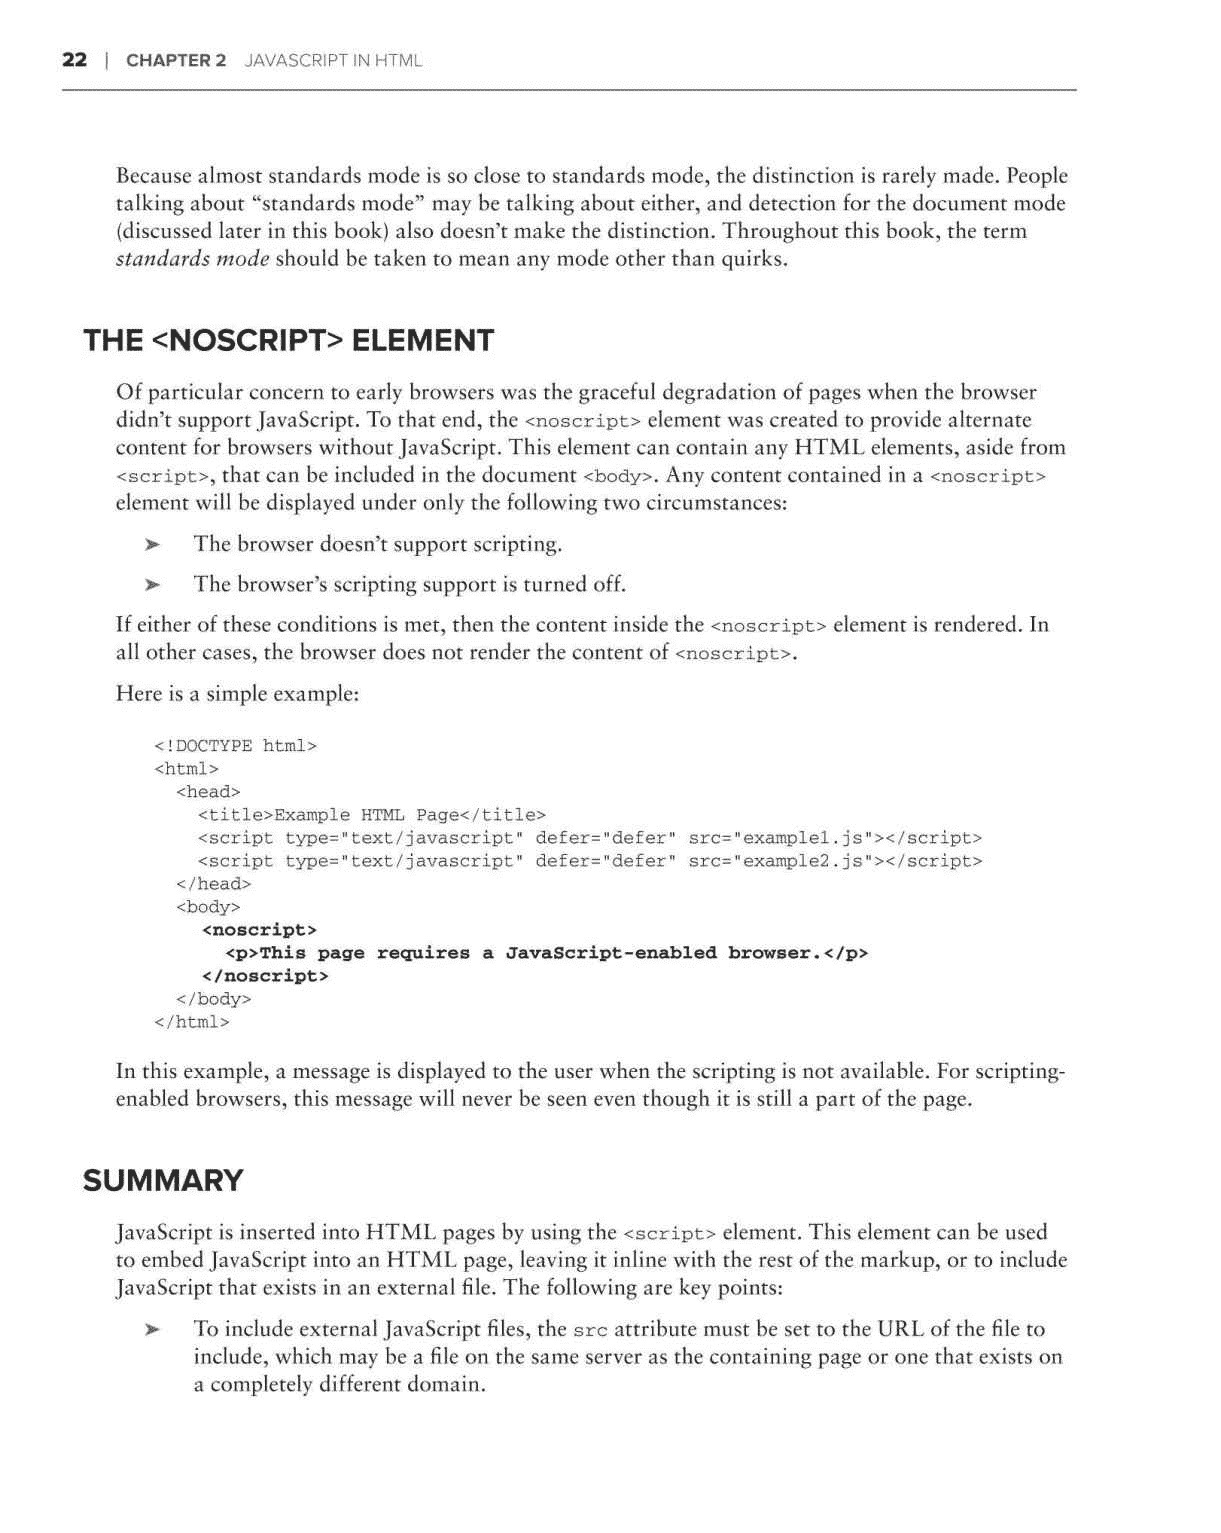 22 | CHAPTER 2 JAVASCRIPT IN HTML
Because almost standards mode is so close to standards mode, the distinction is rarely made. People
talking about “standards mode” may be talking about either, and detection for the document mode
(discussed later in this book) also doesn’t make the distinction. Throughout this book, the term
standards mode should be taken to mean any mode other than quirks.
THE <NOSCRIPT> ELEMENT
Of particular concern to early browsers was the graceful degradation of pages when the browser
didn’t support JavaScript. To that end, the <noscript> element was created to provide alternate
content for browsers without JavaScript. This element can contain any HTML elements, aside from
<script>, that can be included in the document <body>. Any content contained in a <noscript>
element will be displayed under only the following two circumstances:
➤ The browser doesn’t support scripting.
➤ The browser’s scripting support is turned off.
If either of these conditions is met, then the content inside the <noscript> element is rendered. In
all other cases, the browser does not render the content of <noscript>.
Here is a simple example:
<!DOCTYPE html>
<html>
<head>
<title>Example HTML Page</title>
<script type="text/javascript" defer="defer" src="example1.js"></script>
<script type="text/javascript" defer="defer" src="example2.js"></script>
</head>
<body>
<noscript>
<p>This page requires a JavaScript-enabled browser.</p>
</noscript>
</body>
</html>
In this example, a message is displayed to the user when the scripting is not available. For scripting-
enabled browsers, this message will never be seen even though it is still a part of the page.
SUMMARY
JavaScript is inserted into HTML pages by using the <script> element. This element can be used
to embed JavaScript into an HTML page, leaving it inline with the rest of the markup, or to include
JavaScript that exists in an external file. The following are key points:
➤ To include external JavaScript files, the src attribute must be set to the URL of the file to
include, which may be a file on the same server as the containing page or one that exists on
a completely different domain.